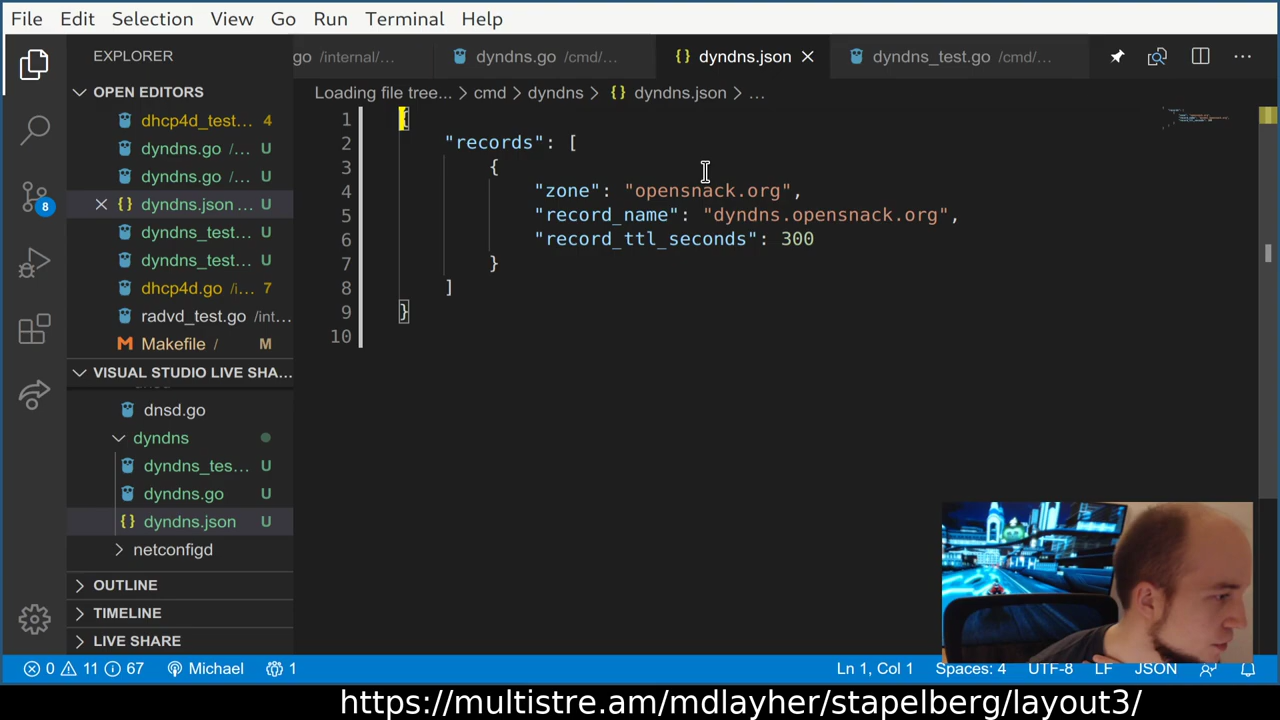 File Edit Selection View Go Run Terminal Help
EXPLORER
go /internal/...
dyndns.go /cmd/...
{} dyndns.json
dyndns_test.go /cmd/...
OPEN EDITORS
Loading file tree... > cmd > dyndns > {} dyndns.json > ...
dhcp4d_test... 4
dyndns.go /... U
dyndns.go /... U
{} dyndns.json ... U
dyndns_test... U
dyndns_test... U
dhcp4d.go /i... 7
radvd_test.go /int...
Makefile / M
VISUAL STUDIO LIVE SHA...
dnsd.go
dyndns
dyndns_tes... U
dyndns.go U
{} dyndns.json U
netconfigd
OUTLINE
TIMELINE
LIVE SHARE
8
1 {
2 "records": [
3 {
4 "zone": "opensnack.org",
5 "record_name": "dyndns.opensnack.org",
6 "record_ttl_seconds": 300
7 }
8 ]
9 }
10
0 11 67 Michael 1 Ln 1, Col 1 Spaces: 4 UTF-8 LF JSON
https://multistre.am/mdlayher/stapelberg/layout3/